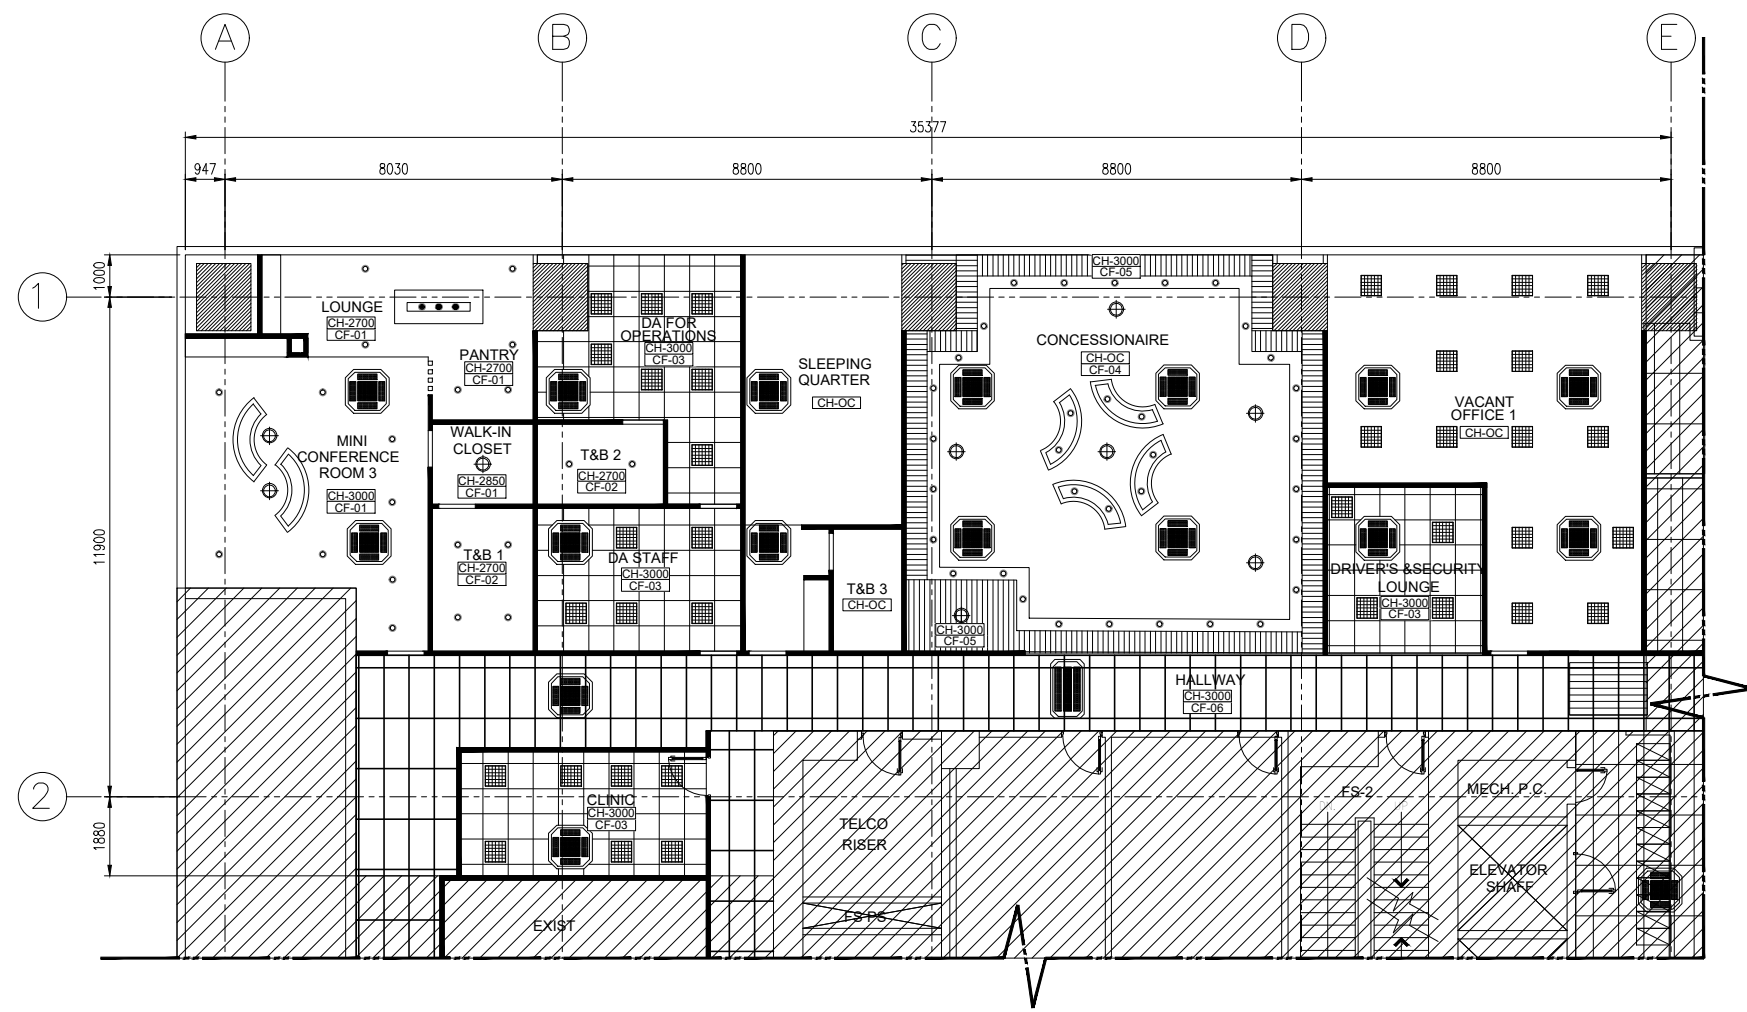 A
B
C
D
E
35377
947
8030
8800
8800
8800
1000
11900
1880
1
2
LOUNGE
CH-2700
CF-01
PANTRY
CH-2700
CF-01
DA FOR
OPERATIONS
CH-3000
CF-03
SLEEPING
QUARTER
CH-OC
CH-3000
CF-05
CONCESSIONAIRE
CH-OC
CF-04
VACANT
OFFICE 1
CH-OC
MINI
CONFERENCE
ROOM 3
CH-3000
CF-01
WALK-IN
CLOSET
CH-2850
CF-01
T&B 2
CH-2700
CF-02
T&B 1
CH-2700
CF-02
DA STAFF
CH-3000
CF-03
T&B 3
CH-OC
CH-3000
CF-05
DRIVER'S &SECURITY
LOUNGE
CH-3000
CF-03
HALLWAY
CH-3000
CF-06
CLINIC
CH-3000
CF-03
TELCO
RISER
FS-2
MECH. P.C.
ELEVATOR
SHAFF
FS PS
EXIST